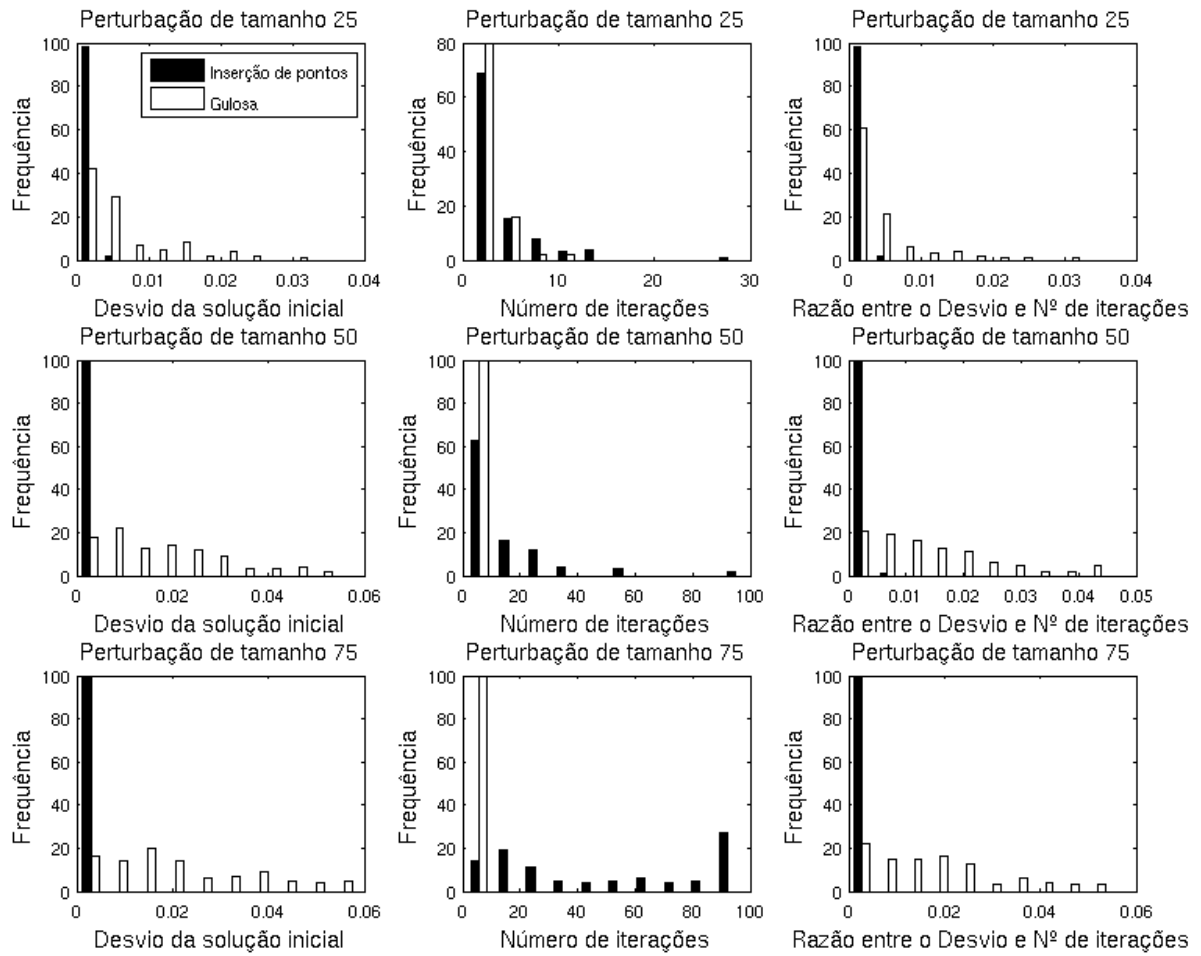 Perturbação de tamanho 25
Perturbação de tamanho 25
Perturbação de tamanho 25
100
80
60
40
20
0
Frequência
Inserção de pontos
Gulosa
0 0.01 0.02 0.03 0.04
Desvio da solução inicial
80
60
40
20
0
Frequência
0 10 20 30
Número de iterações
100
80
60
40
20
0
Frequência
0 0.01 0.02 0.03 0.04
Razão entre o Desvio e Nº de iterações
Perturbação de tamanho 50
Perturbação de tamanho 50
Perturbação de tamanho 50
100
80
60
40
20
0
Frequência
0 0.02 0.04 0.06
Desvio da solução inicial
100
80
60
40
20
0
Frequência
0 20 40 60 80 100
Número de iterações
100
80
60
40
20
0
Frequência
0 0.01 0.02 0.03 0.04 0.05
Razão entre o Desvio e Nº de iterações
Perturbação de tamanho 75
Perturbação de tamanho 75
Perturbação de tamanho 75
100
80
60
40
20
0
Frequência
0 0.02 0.04 0.06
Desvio da solução inicial
100
80
60
40
20
0
Frequência
0 20 40 60 80 100
Número de iterações
100
80
60
40
20
0
Frequência
0 0.02 0.04 0.06
Razão entre o Desvio e Nº de iterações